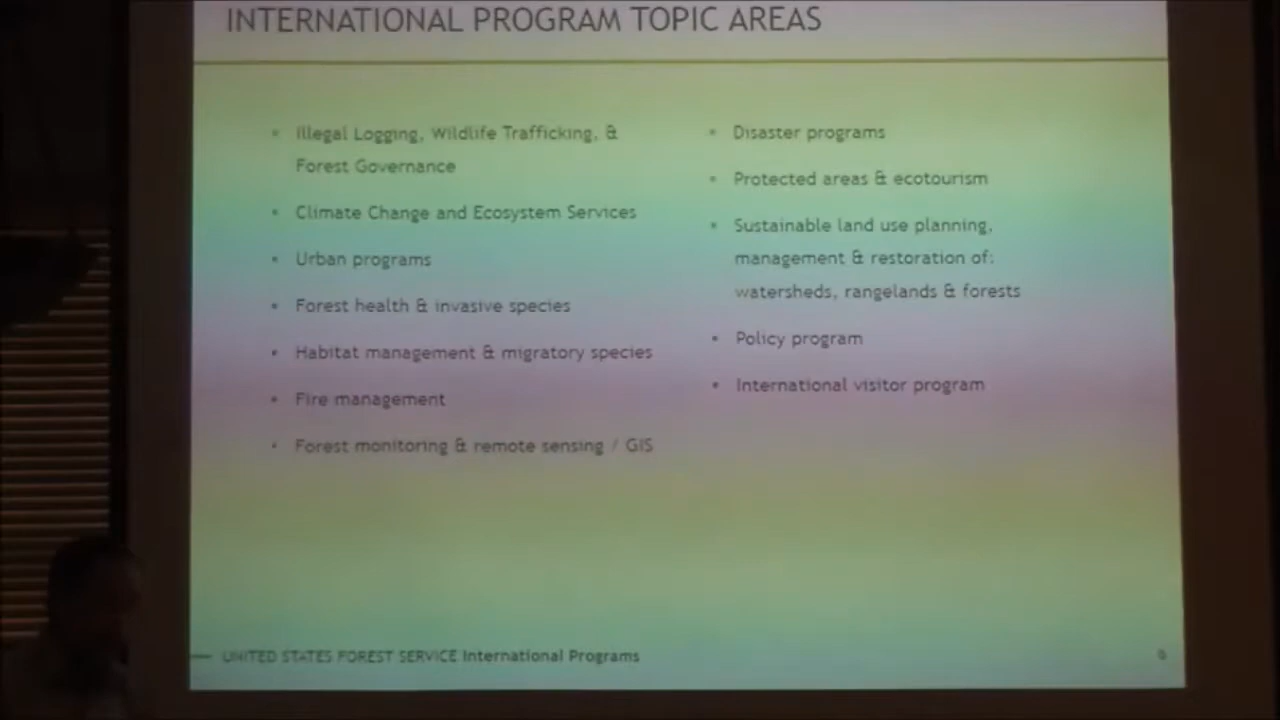 INTERNATIONAL PROGRAM TOPIC AREAS
• Illegal Logging, Wildlife Trafficking, &
Forest Governance
• Climate Change and Ecosystem Services
• Urban programs
• Forest health & invasive species
• Habitat management & migratory species
• Fire management
• Forest monitoring & remote sensing / GIS
• Disaster programs
• Protected areas & ecotourism
• Sustainable land use planning,
management & restoration of:
watersheds, rangelands & forests
• Policy program
• International visitor program
UNITED STATES FOREST SERVICE International Programs